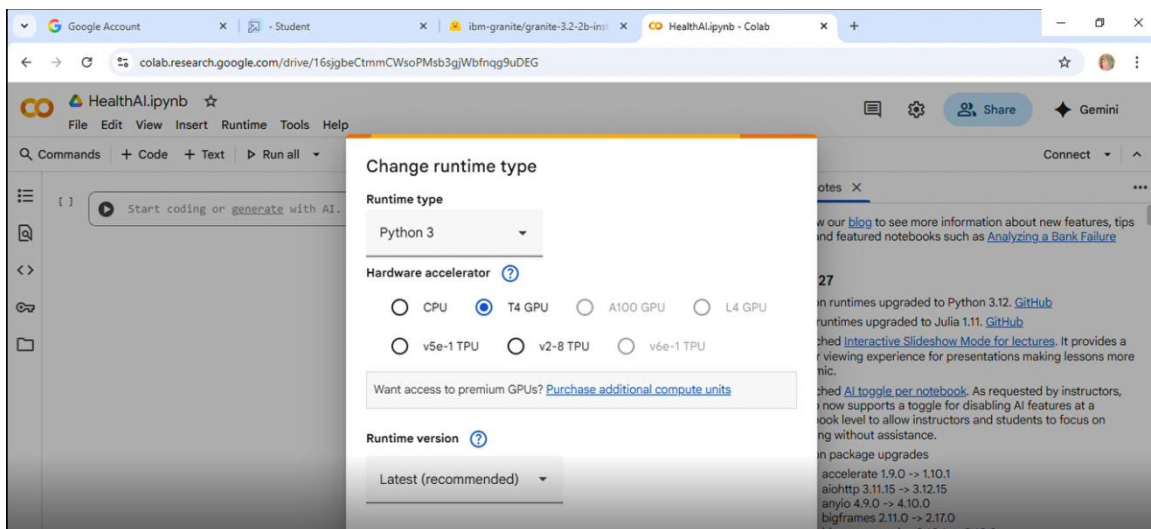 Google Account
- Student
ibm-granite/granite-3.2-2b-inst
HealthAI.ipynb - Colab
colab.research.google.com/drive/16sjgbeCtmmCWsoPMsb3gjWbfnqg9uDEG
HealthAI.ipynb
File Edit View Insert Runtime Tools Help
Share
Gemini
Commands + Code + Text Run all
Connect
[ ] Start coding or generate with AI.
Change runtime type
Runtime type
Python 3
Hardware accelerator ?
CPU T4 GPU A100 GPU L4 GPU
v5e-1 TPU v2-8 TPU v6e-1 TPU
Want access to premium GPUs? Purchase additional compute units
Runtime version ?
Latest (recommended)
otes
w our blog to see more information about new features, tips
nd featured notebooks such as Analyzing a Bank Failure
27
n runtimes upgraded to Python 3.12. GitHub
runtimes upgraded to Julia 1.11. GitHub
ched Interactive Slideshow Mode for lectures. It provides a
r viewing experience for presentations making lessons more
mic.
ched AI toggle per notebook. As requested by instructors,
now supports a toggle for disabling AI features at a
ook level to allow instructors and students to focus on
ng without assistance.
n package upgrades
accelerate 1.9.0 -> 1.10.1
aiohttp 3.11.15 -> 3.12.15
anyio 4.9.0 -> 4.10.0
bigframes 2.11.0 -> 2.17.0